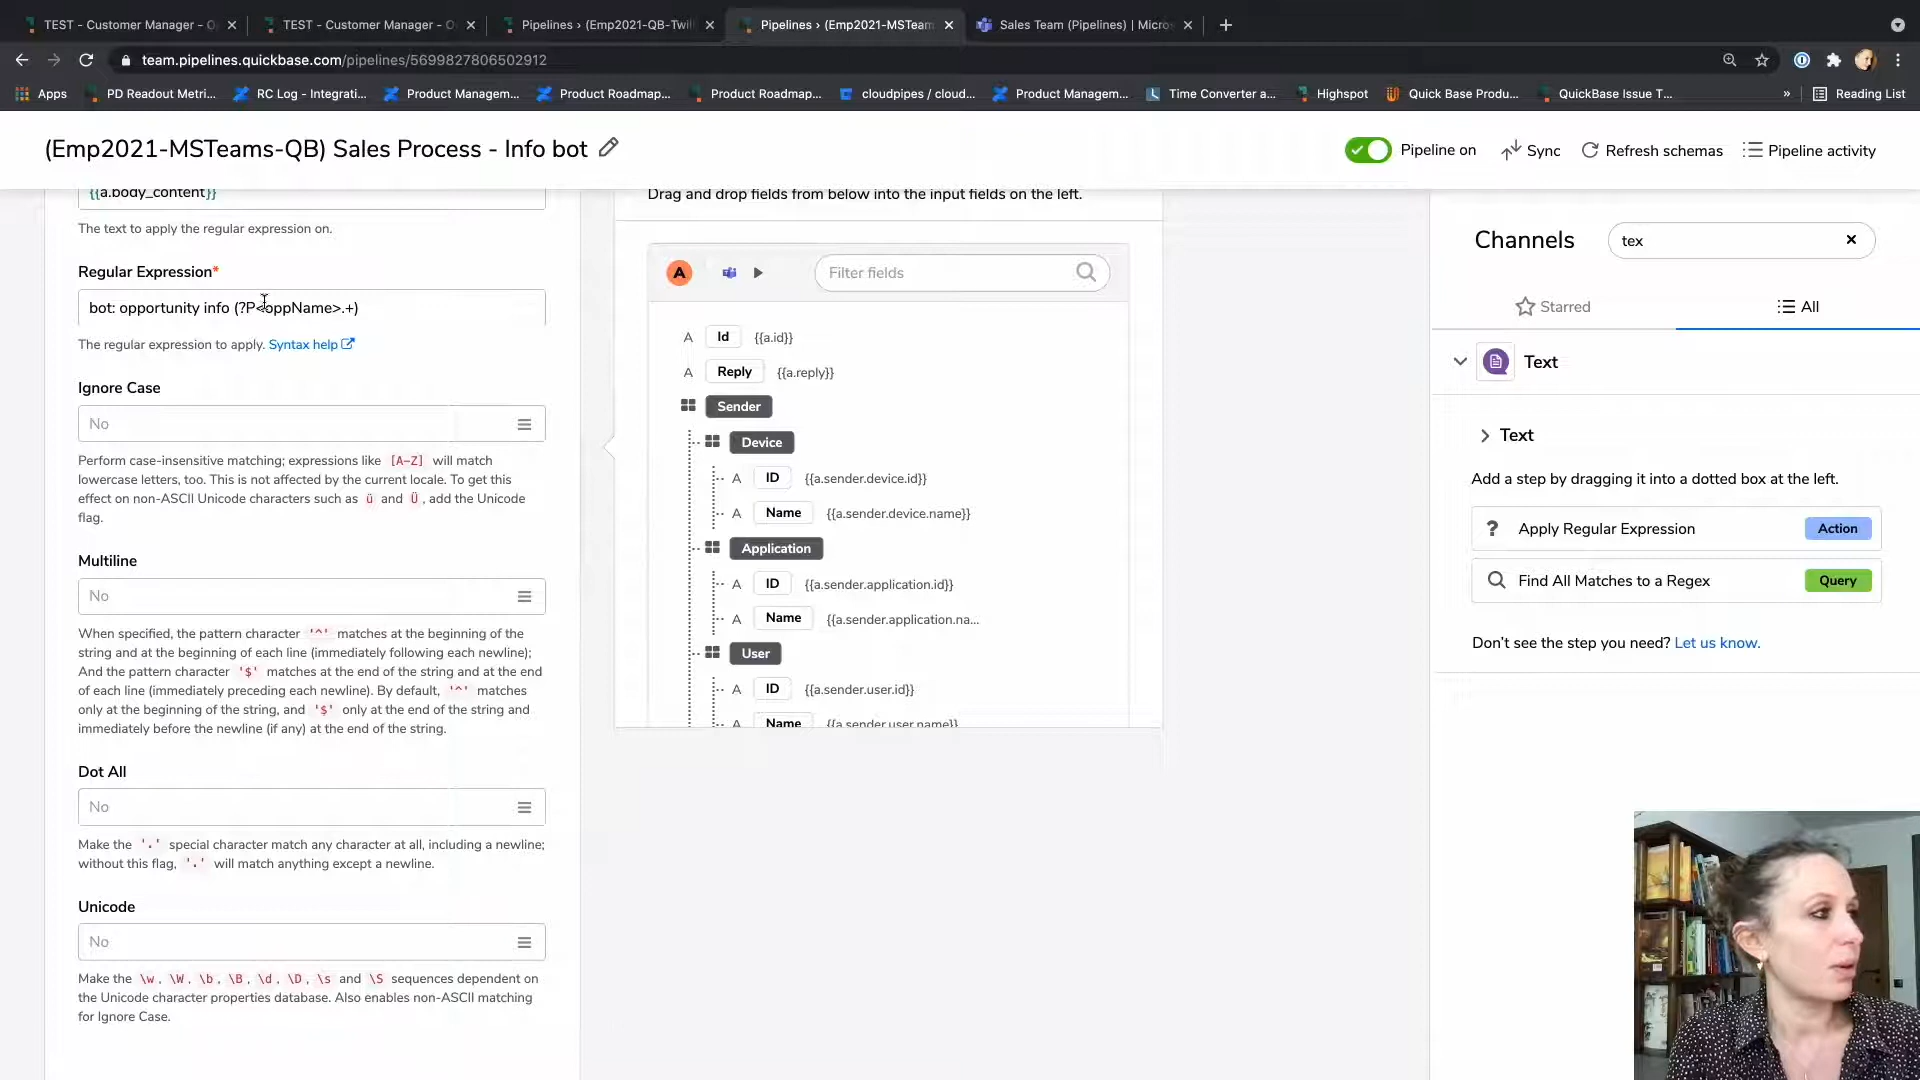 TEST - Customer Manager - O
TEST - Customer Manager - O
Pipelines › (Emp2021-QB-Twil
Pipelines › (Emp2021-MSTeam
Sales Team (Pipelines) | Micros
team.pipelines.quickbase.com/pipelines/5699827806502912
Apps
PD Readout Metri...
RC Log - Integrati...
Product Managem...
Product Roadmap...
Product Roadmap...
cloudpipes / cloud...
Product Managem...
Time Converter a...
Highspot
Quick Base Produ...
QuickBase Issue T...
»
Reading List
(Emp2021-MSTeams-QB) Sales Process - Info bot
Pipeline on
Sync
Refresh schemas
Pipeline activity
{{a.body_content}}
The text to apply the regular expression on.
Regular Expression*
bot: opportunity info (?P<oppName>.+)
The regular expression to apply. Syntax help
Ignore Case
No
Perform case-insensitive matching; expressions like [A-Z] will match
lowercase letters, too. This is not affected by the current locale. To get this
effect on non-ASCII Unicode characters such as ü and Ü, add the Unicode
flag.
Multiline
No
When specified, the pattern character '^' matches at the beginning of the
string and at the beginning of each line (immediately following each newline);
And the pattern character '$' matches at the end of the string and at the end
of each line (immediately preceding each newline). By default, '^' matches
only at the beginning of the string, and '$' only at the end of the string and
immediately before the newline (if any) at the end of the string.
Dot All
No
Make the '.' special character match any character at all, including a newline;
without this flag, '.' will match anything except a newline.
Unicode
No
Make the \w, \W, \b, \B, \d, \D, \s and \S sequences dependent on
the Unicode character properties database. Also enables non-ASCII matching
for Ignore Case.
Drag and drop fields from below into the input fields on the left.
A
Filter fields
A Id {{a.id}}
A Reply {{a.reply}}
Sender
Device
A ID {{a.sender.device.id}}
A Name {{a.sender.device.name}}
Application
A ID {{a.sender.application.id}}
A Name {{a.sender.application.na...
User
A ID {{a.sender.user.id}}
A Name {{a.sender.user.name}}
Channels
tex
Starred
All
Text
Text
Add a step by dragging it into a dotted box at the left.
? Apply Regular Expression Action
Find All Matches to a Regex Query
Don't see the step you need? Let us know.